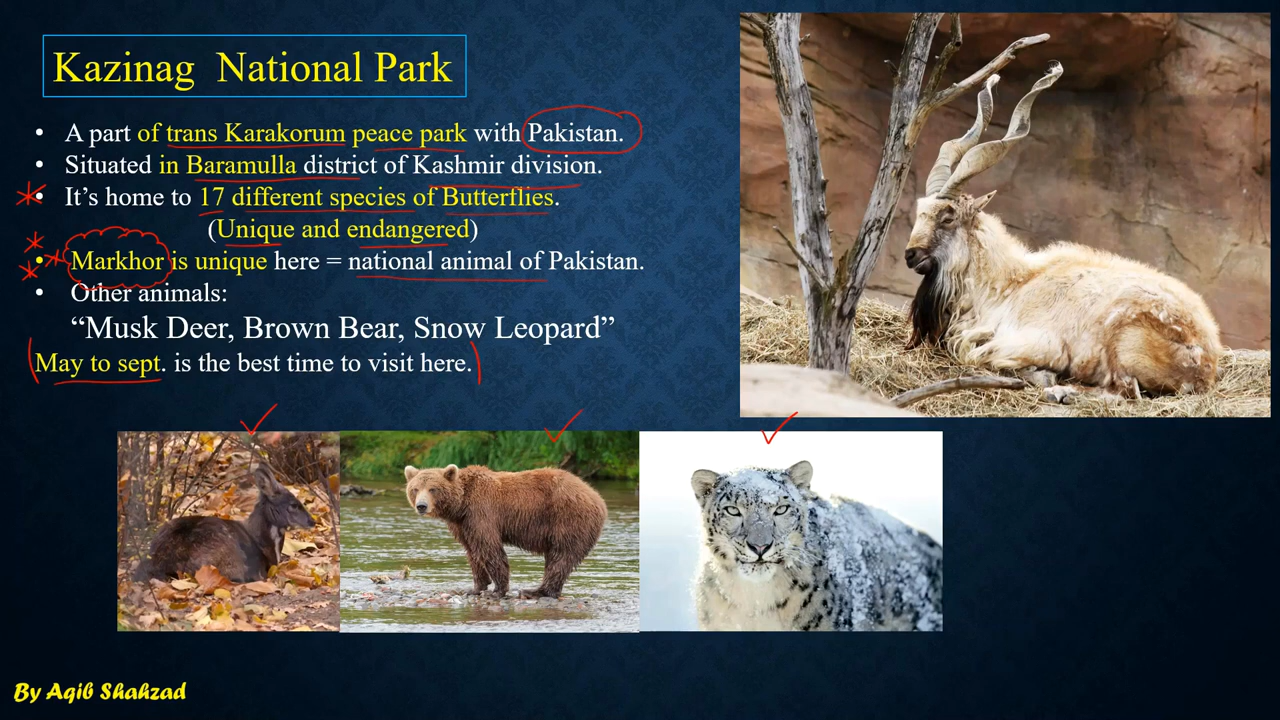 Kazinag National Park
• A part of trans Karakorum peace park with Pakistan.
• Situated in Baramulla district of Kashmir division.
• It's home to 17 different species of Butterflies.
(Unique and endangered)
• Markhor is unique here = national animal of Pakistan.
• Other animals:
"Musk Deer, Brown Bear, Snow Leopard"
May to sept. is the best time to visit here.
By Aqib Shahzad